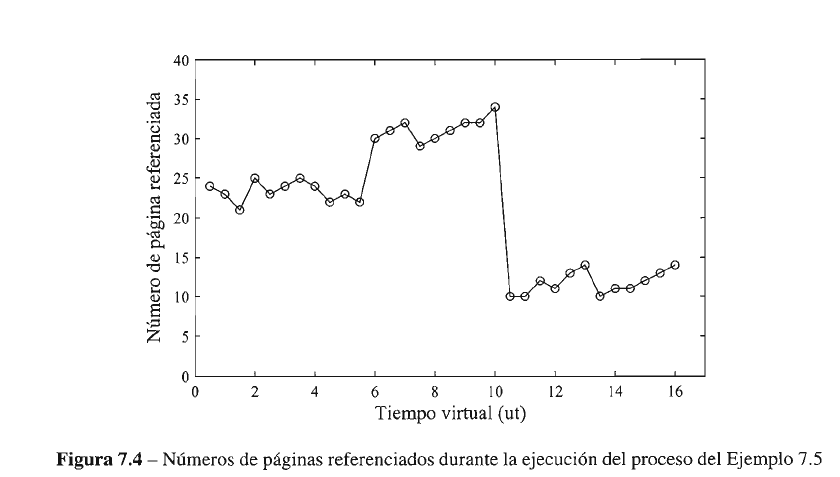 40
35
30
25
20
15
10
5
0
Número de página referenciada
0 2 4 6 8 10 12 14 16
Tiempo virtual (ut)
Figura 7.4 – Números de páginas referenciados durante la ejecución del proceso del Ejemplo 7.5